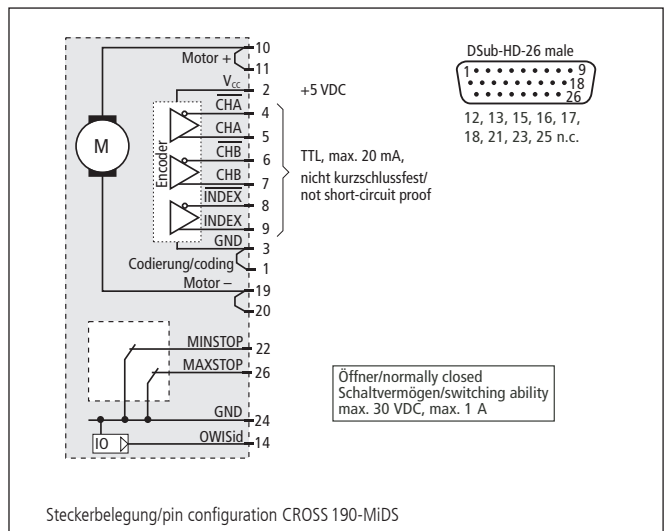 DSub-HD-26 male
1 9
18
26
12, 13, 15, 16, 17,
18, 21, 23, 25 n.c.
10
Motor +
11
Vcc 2 +5 VDC
CHA 4
CHA 5
CHB 6
CHB 7
INDEX 8
INDEX 9
GND 3
Codierung/coding 1
Motor – 19
20
M
Encoder
TTL, max. 20 mA,
nicht kurzschlussfest/
not short-circuit proof
MINSTOP 22
MAXSTOP 26
GND 24
IO OWISid 14
Öffner/normally closed
Schaltvermögen/switching ability
max. 30 VDC, max. 1 A
Steckerbelegung/pin configuration CROSS 190-MiDS